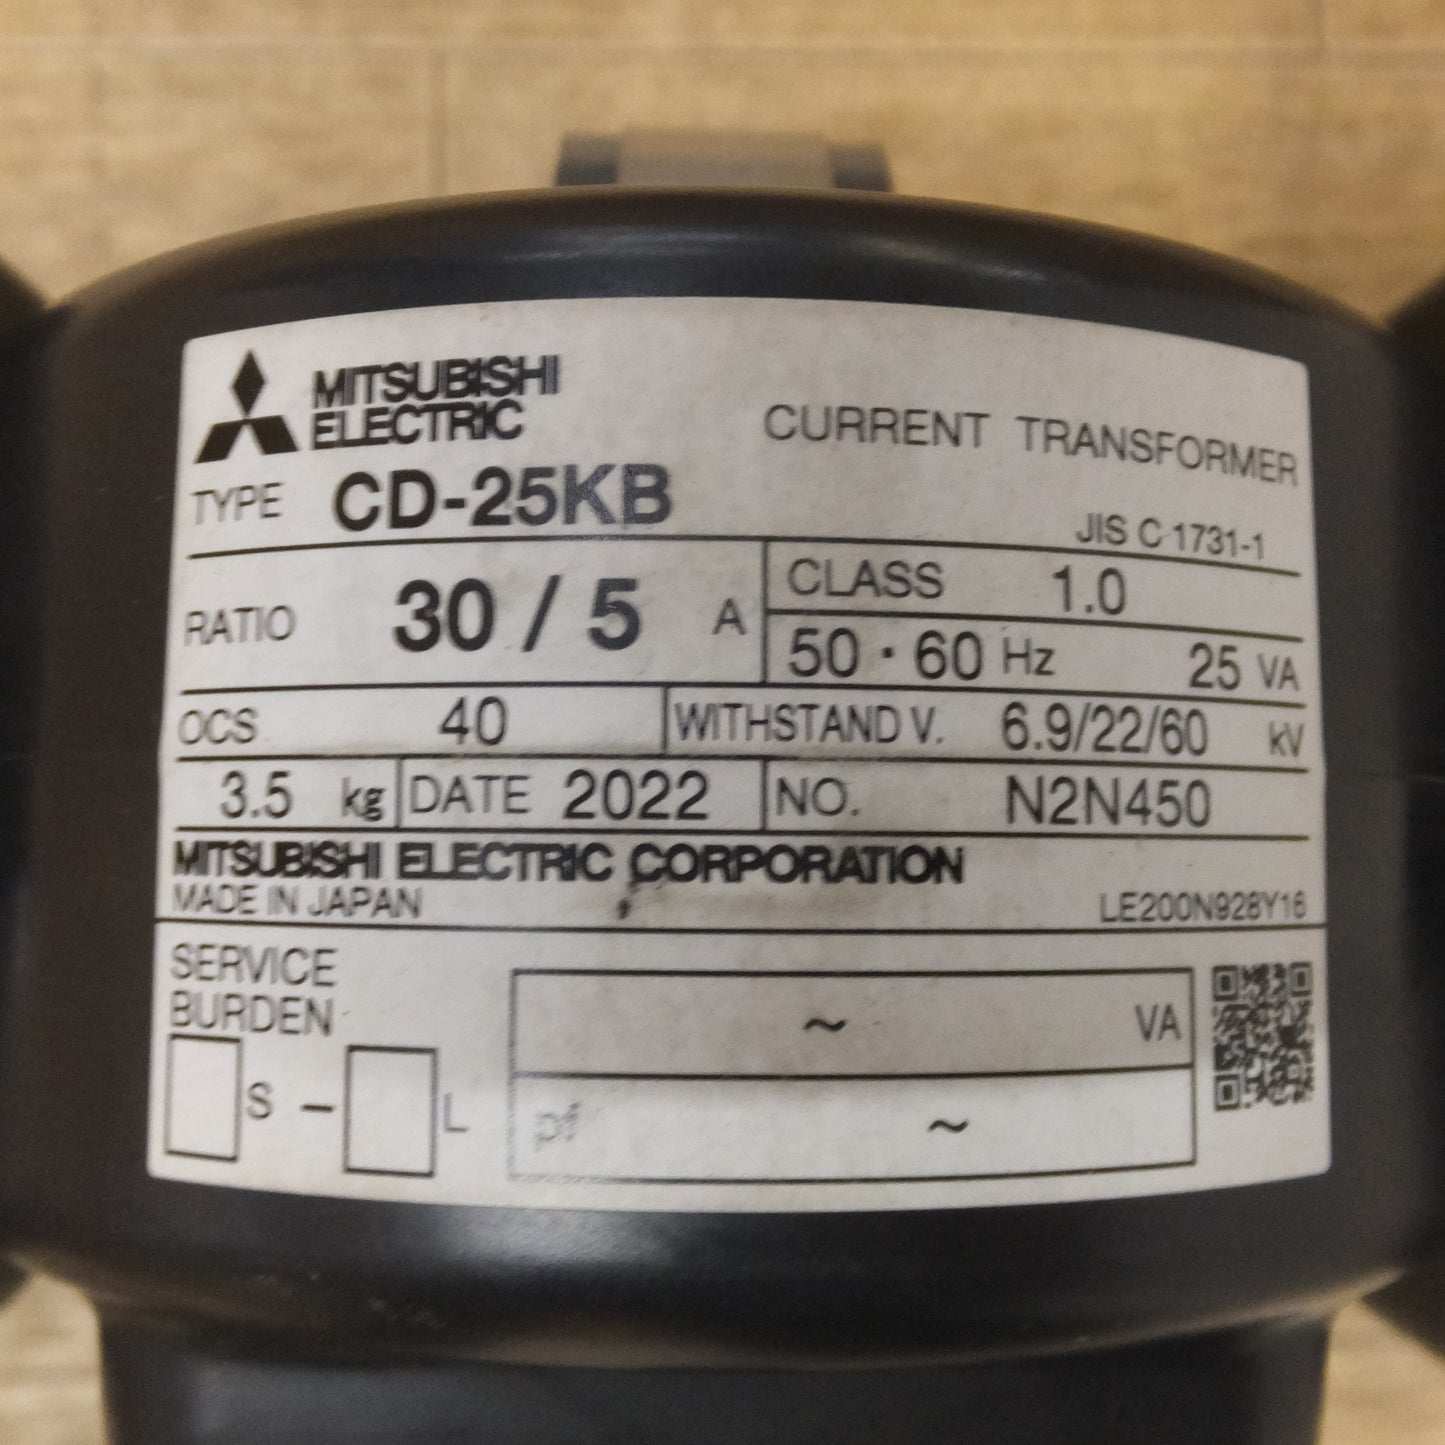 MITSUBISHI
ELECTRIC
CURRENT TRANSFORMER
TYPE CD-25KB
JIS C 1731-1
RATIO 30 / 5 A
CLASS 1.0
50・60 Hz 25 VA
OCS 40
WITHSTAND V. 6.9/22/60 kV
3.5 kg
DATE 2022
NO. N2N450
MITSUBISHI ELECTRIC CORPORATION
MADE IN JAPAN
LE200N928Y16
SERVICE
BURDEN
~ VA
S – L
~